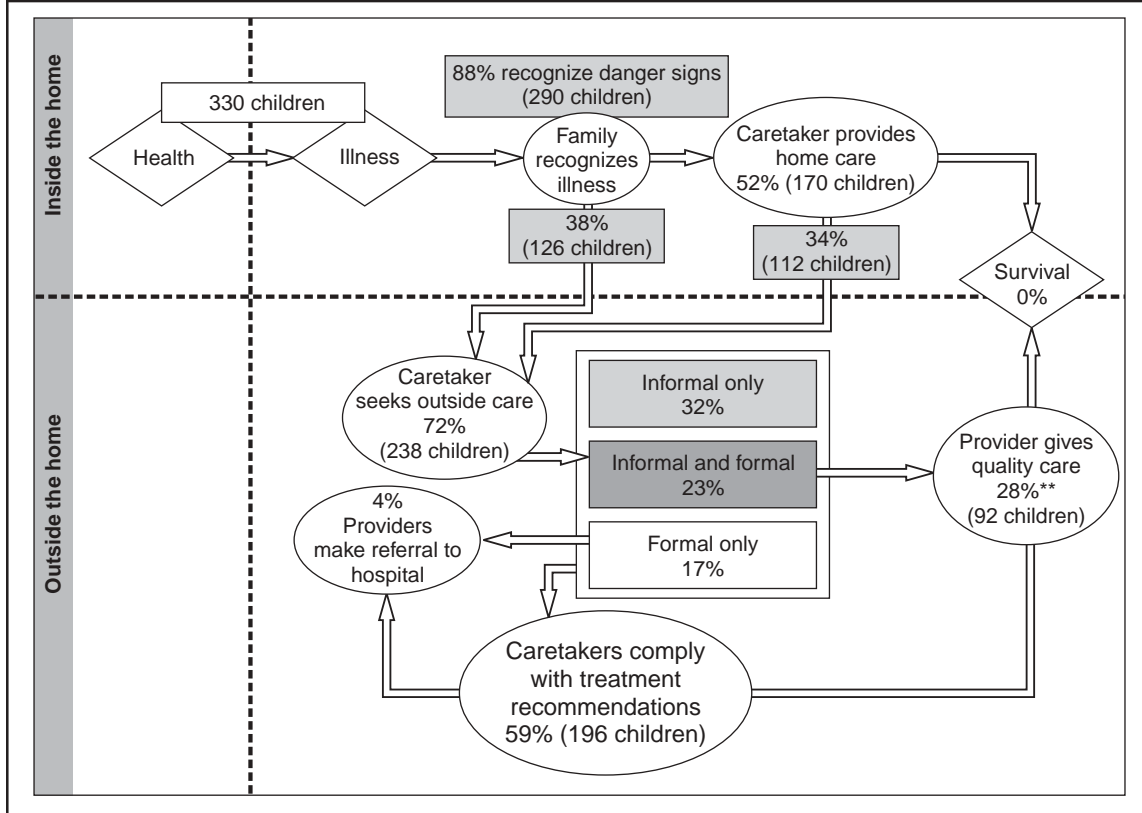 Inside the home
330 children
Health
Illness
88% recognize danger signs
(290 children)
Family
recognizes
illness
Caretaker provides
home care
52% (170 children)
38%
(126 children)
34%
(112 children)
Survival
0%
Outside the home
Caretaker
seeks outside care
72%
(238 children)
Informal only
32%
Informal and formal
23%
Formal only
17%
Provider gives
quality care
28%**
(92 children)
4%
Providers
make referral to
hospital
Caretakers comply
with treatment
recommendations
59% (196 children)